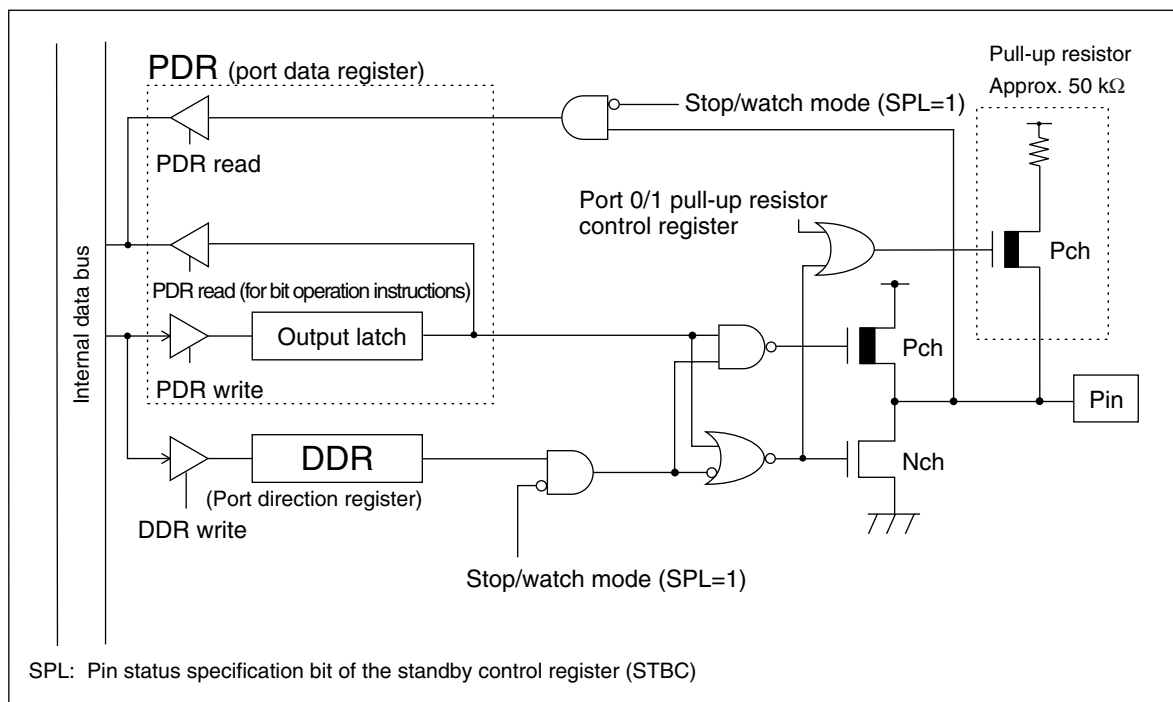 PDR (port data register)
Pull-up resistor
Approx. 50 kΩ
Stop/watch mode (SPL=1)
PDR read
Port 0/1 pull-up resistor
control register
Pch
Internal data bus
PDR read (for bit operation instructions)
Output latch
Pch
PDR write
Pin
DDR
Nch
(Port direction register)
DDR write
Stop/watch mode (SPL=1)
SPL: Pin status specification bit of the standby control register (STBC)